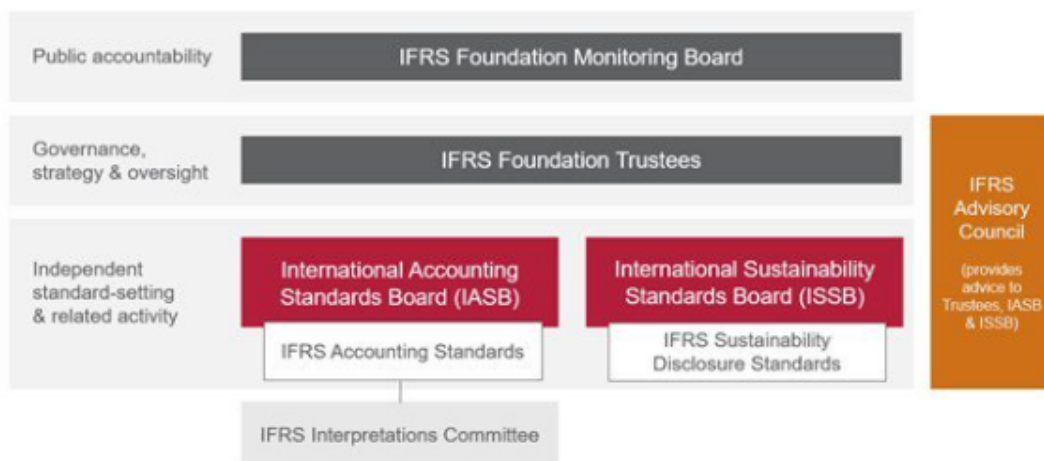 Public accountability
IFRS Foundation Monitoring Board
Governance,
strategy & oversight
IFRS Foundation Trustees
Independent
standard-setting
& related activity
International Accounting
Standards Board (IASB)
IFRS Accounting Standards
IFRS Interpretations Committee
International Sustainability
Standards Board (ISSB)
IFRS Sustainability
Disclosure Standards
IFRS
Advisory
Council
(provides
advice to
Trustees, IASB
& ISSB)